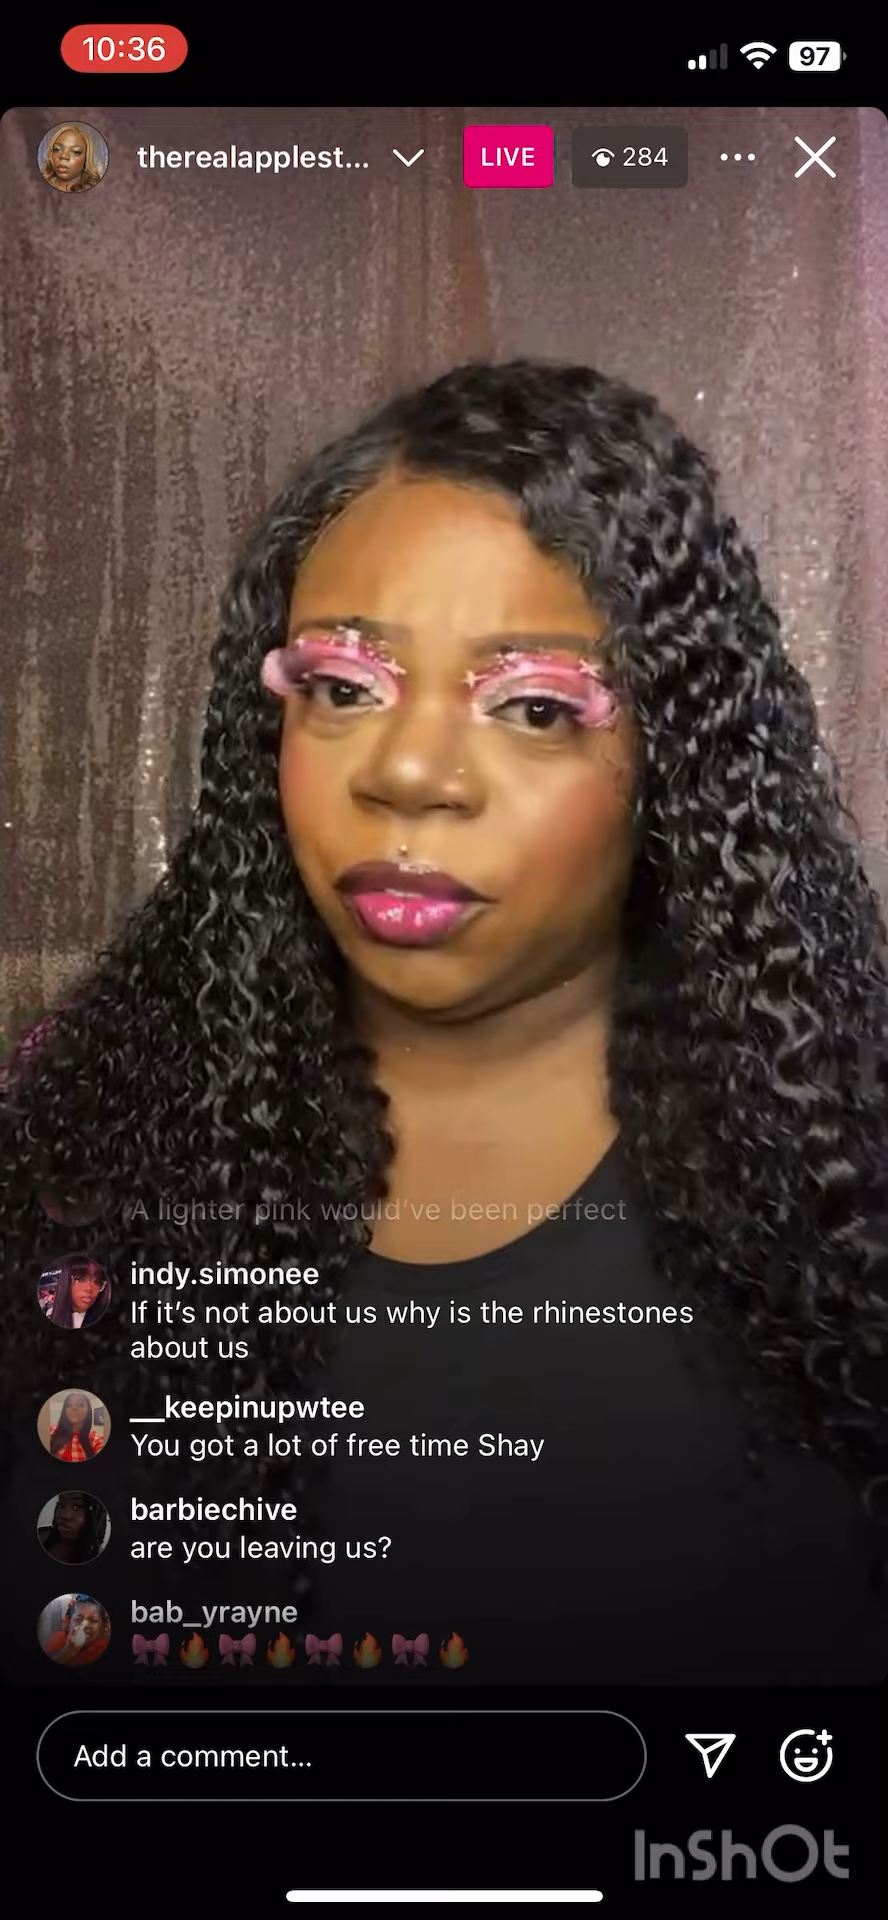 10:36
97
therealapplest...
LIVE
284
A lighter pink would've been perfect
indy.simonee
If it's not about us why is the rhinestones
about us
__keepinupwtee
You got a lot of free time Shay
barbiechive
are you leaving us?
bab_yrayne
Add a comment...
InShOt